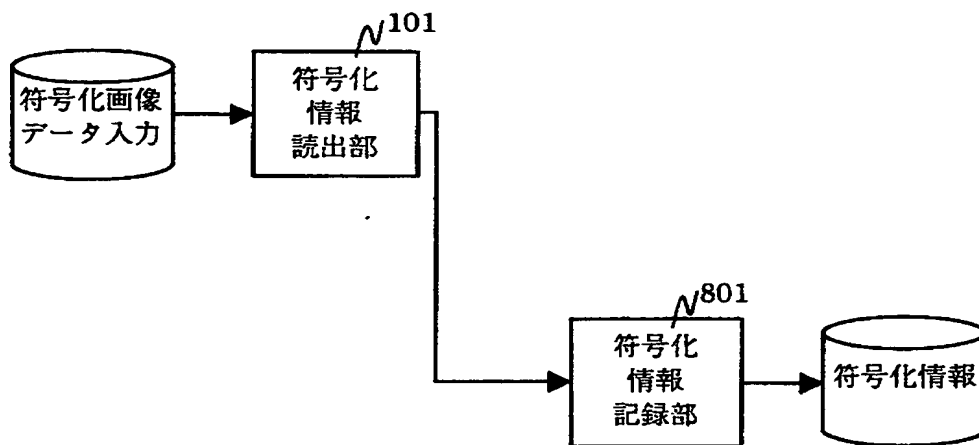 101
符号化画像
データ入力
符号化
情報
読出部
801
符号化
情報
記録部
符号化情報